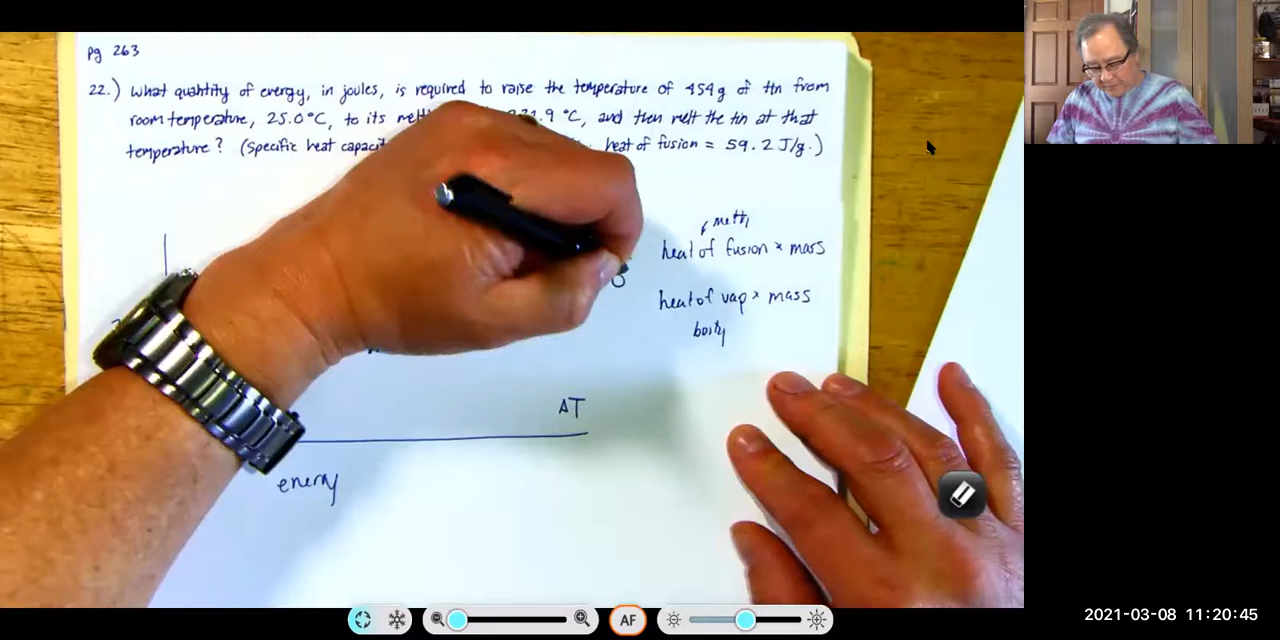 pg 263
22.) What quantity of energy, in joules, is required to raise the temperature of 454g of tin from
room temperature, 25.0°C, to its 31.9 °C, and then melt the tin at that
temperature? (Specific heat heat of fusion = 59.2 J/g.)
heat of fusion × mass
heat of vap × mass
ΔT
energy
AF
2021-03-08 11:20:45